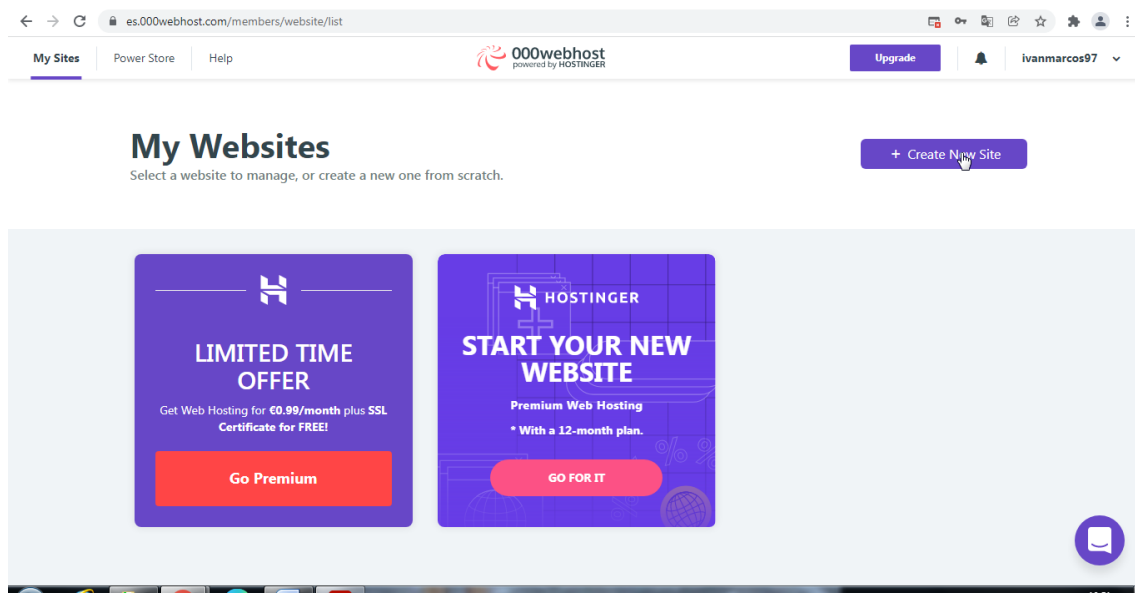 es.000webhost.com/members/website/list
My Sites Power Store Help 000webhost Upgrade ivanmarcos97
powered by HOSTINGER
My Websites
+ Create New Site
Select a website to manage, or create a new one from scratch.
LIMITED TIME
OFFER
Get Web Hosting for €0.99/month plus SSL
Certificate for FREE!
Go Premium
HOSTINGER
START YOUR NEW
WEBSITE
Premium Web Hosting
* With a 12-month plan.
GO FOR IT